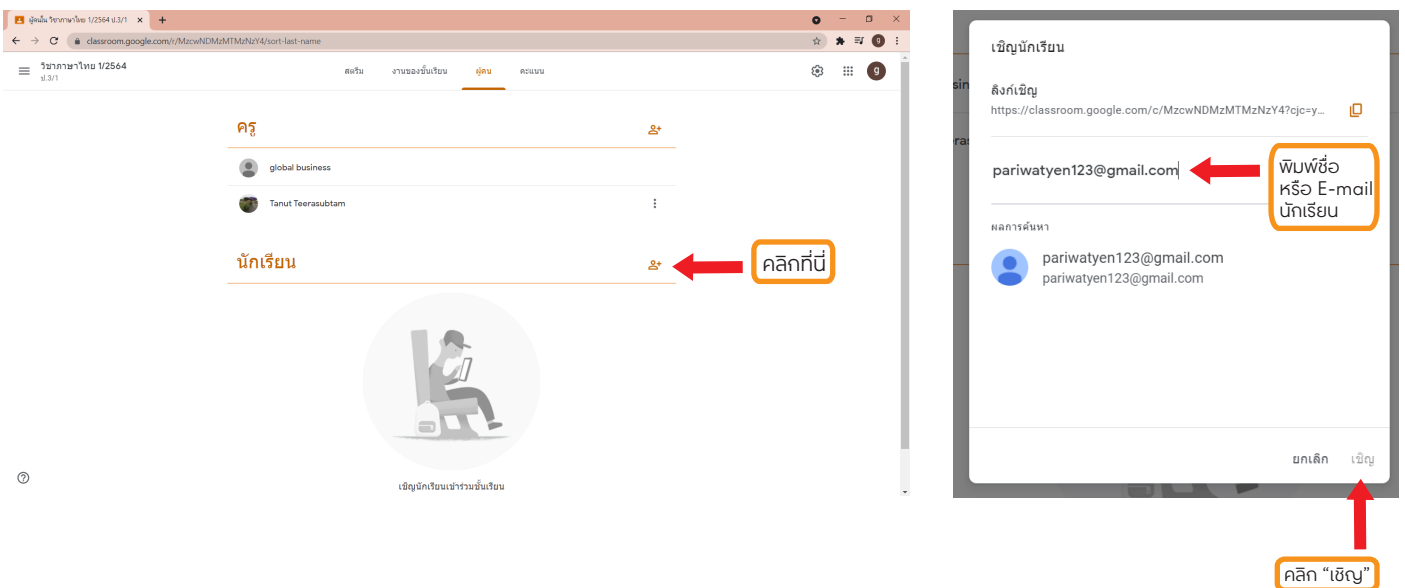 ผู้คนใน วิชาภาษาไทย 1/2564 ป.3/1
classroom.google.com/r/MzcwNDMzMTMzNzY4/sort-last-name
g
วิชาภาษาไทย 1/2564
ป.3/1
สตรีม งานของชั้นเรียน ผู้คน คะแนน
g
ครู
global business
Tanut Teerasubtam
นักเรียน
คลิกที่นี่
เชิญนักเรียนเข้าร่วมชั้นเรียน
เชิญนักเรียน
ลิงก์เชิญ
https://classroom.google.com/c/MzcwNDMzMTMzNzY4?cjc=y...
pariwatyen123@gmail.com
พิมพ์ชื่อ
หรือ E-mail
นักเรียน
ผลการค้นหา
pariwatyen123@gmail.com
pariwatyen123@gmail.com
ยกเลิก เชิญ
คลิก “เชิญ”